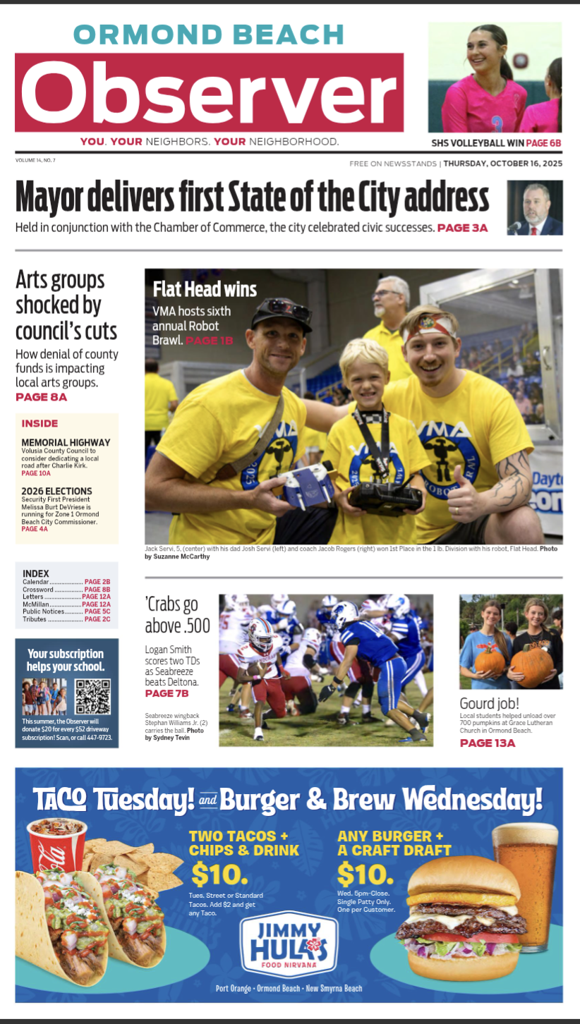 ORMOND BEACH
Observer
YOU. YOUR NEIGHBORS. YOUR NEIGHBORHOOD.
SHS VOLLEYBALL WIN PAGE 6B
VOLUME 14, NO. 7
FREE ON NEWSSTANDS | THURSDAY, OCTOBER 16, 2025
Mayor delivers first State of the City address
Held in conjunction with the Chamber of Commerce, the city celebrated civic successes. PAGE 3A
Arts groups
shocked by
council's cuts
How denial of county
funds is impacting
local arts groups.
PAGE 8A
INSIDE
MEMORIAL HIGHWAY
Volusia County Council to
consider dedicating a local
road after Charlie Kirk.
PAGE 10A
2026 ELECTIONS
Security First President
Melissa Burt DeVriese is
running for Zone 1 Ormond
Beach City Commissioner.
PAGE 4A
INDEX
Calendar.................PAGE 2B
Crossword..............PAGE 8B
Letters....................PAGE 12A
McMillan................PAGE 12A
Public Notices.......PAGE 5C
Tributes.................PAGE 2C
Your subscription
helps your school.
This summer, the Observer will
donate $20 for every $52 driveway
subscription! Scan, or call 447-9723.
Flat Head wins
VMA hosts sixth
annual Robot
Brawl. PAGE 1B
VMA
Jack Servi, 5, (center) with his dad Josh Servi (left) and coach Jacob Rogers (right) won 1st Place in the 1 lb. Division with his robot, Flat Head. Photo
by Suzanne McCarthy
'Crabs go
above .500
Logan Smith
scores two TDs
as Seabreeze
beats Deltona.
PAGE 7B
Seabreeze wingback
Stephan Williams Jr. (2)
carries the ball. Photo
by Sydney Tevin
Gourd job!
Local students helped unload over
700 pumpkins at Grace Lutheran
Church in Ormond Beach.
PAGE 13A
TACO Tuesday! and Burger & Brew Wednesday!
TWO TACOS +
CHIPS & DRINK
$10.
Tues. Street or Standard
Tacos. Add $2 and get
any Taco.
ANY BURGER +
A CRAFT DRAFT
$10.
Wed. 5pm-Close.
Single Patty Only.
One per Customer.
JIMMY
HULA'S
FOOD NIRVANA
Port Orange • Ormond Beach • New Smyrna Beach